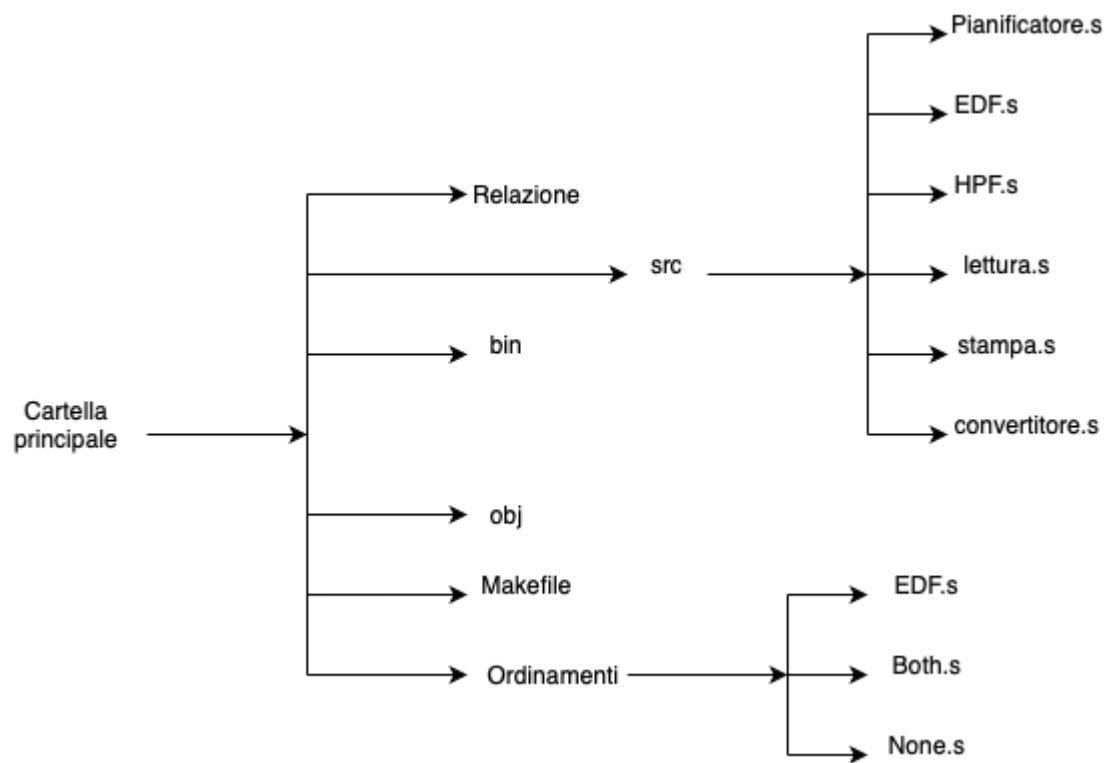 Pianificatore.s
EDF.s
HPF.s
Relazione
src
lettura.s
bin
stampa.s
Cartella
principale
convertitore.s
obj
Makefile
EDF.s
Ordinamenti
Both.s
None.s